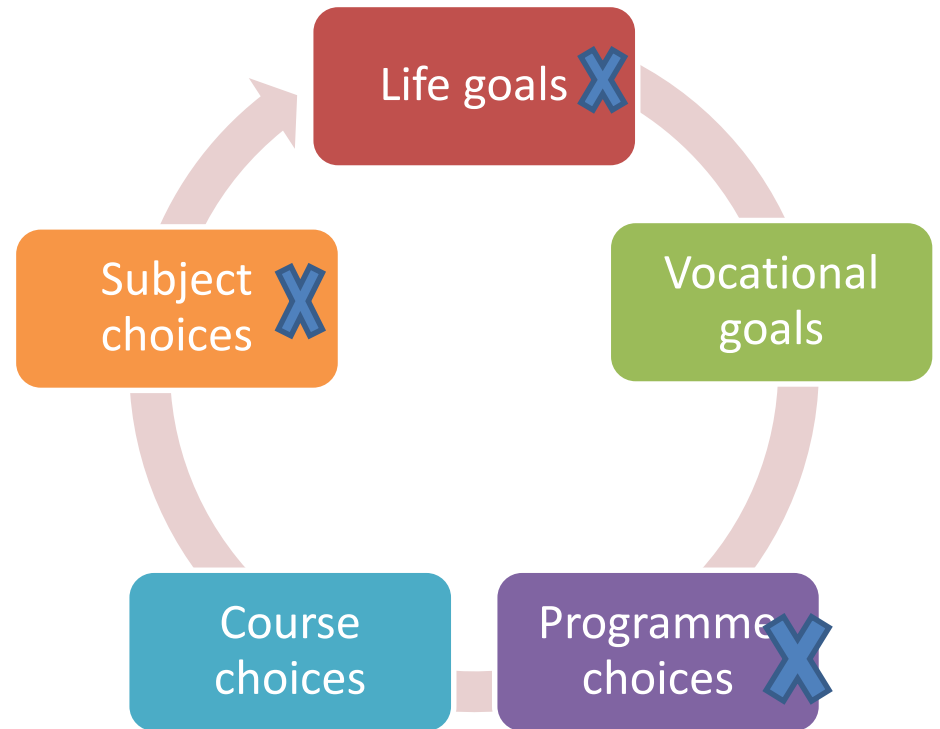 Life goals
Vocational
goals
Programme
choices
Course
choices
Subject
choices